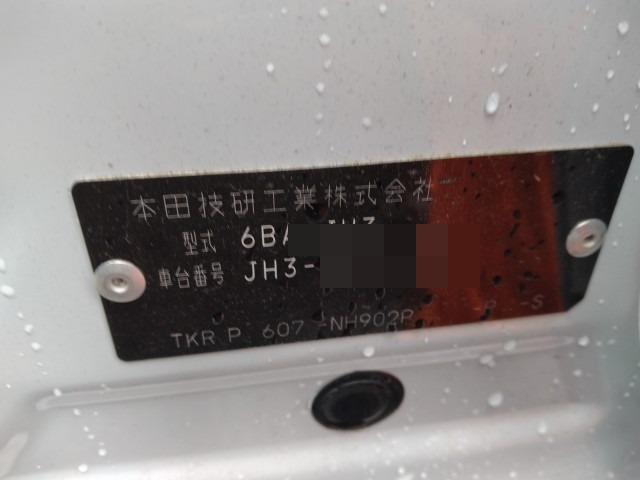 本田技研工業株式会社
型式 6BA-JH3
車台番号 JH3-
TKR P 607 -NH902P P -S